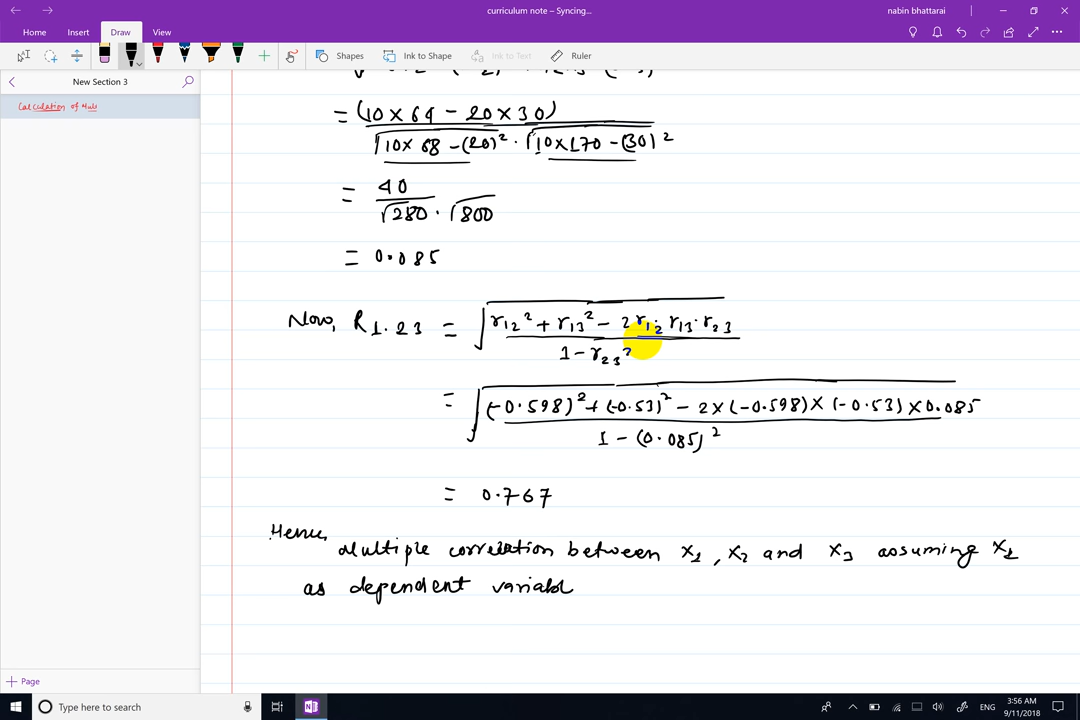 curriculum note – Syncing...
nabin bhattarai
Home Insert Draw View
Shapes Ink to Shape Ink to Text Ruler
New Section 3
Calculation of Mult
= (10 × 64 − 20 × 30)
√10 × 68 − (20)² · √10 × 170 − (30)²
= 40
√280 · √800
= 0.085
Now, R1.23 = √r12² + r13² − 2r12 r13 · r23
1 − r23²
= √(−0.598)² + (−0.53)² − 2 × (−0.598) × (−0.53) × 0.085
1 − (0.085)²
= 0.767
Hence, Multiple correlation between x1, x2 and x3 assuming x1
as dependent variable
+ Page
Type here to search
ENG
3:56 AM
9/11/2018